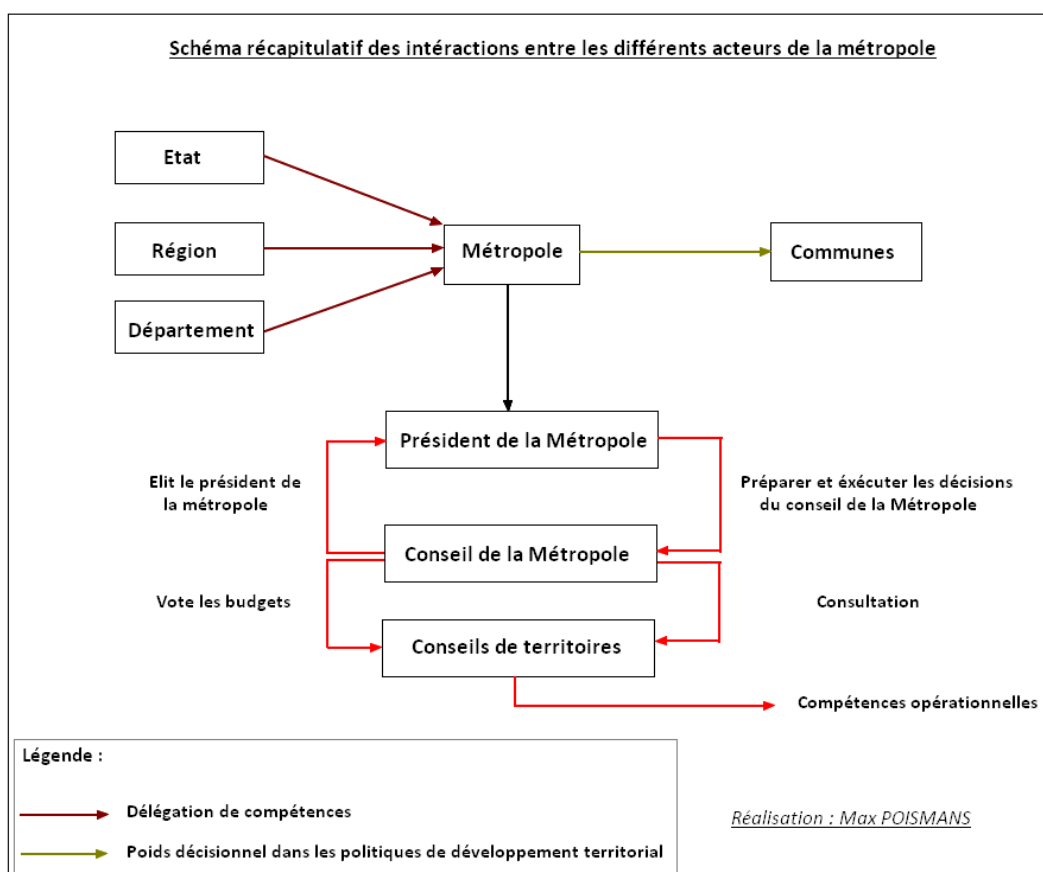 Schéma récapitulatif des intéractions entre les différents acteurs de la métropole
Etat
Région
Département
Métropole
Communes
Président de la Métropole
Elit le président de
la métropole
Préparer et éxécuter les décisions
du conseil de la Métropole
Conseil de la Métropole
Vote les budgets
Consultation
Conseils de territoires
Compétences opérationnelles
Légende :
Délégation de compétences
Poids décisionnel dans les politiques de développement territorial
Réalisation : Max POISMANS